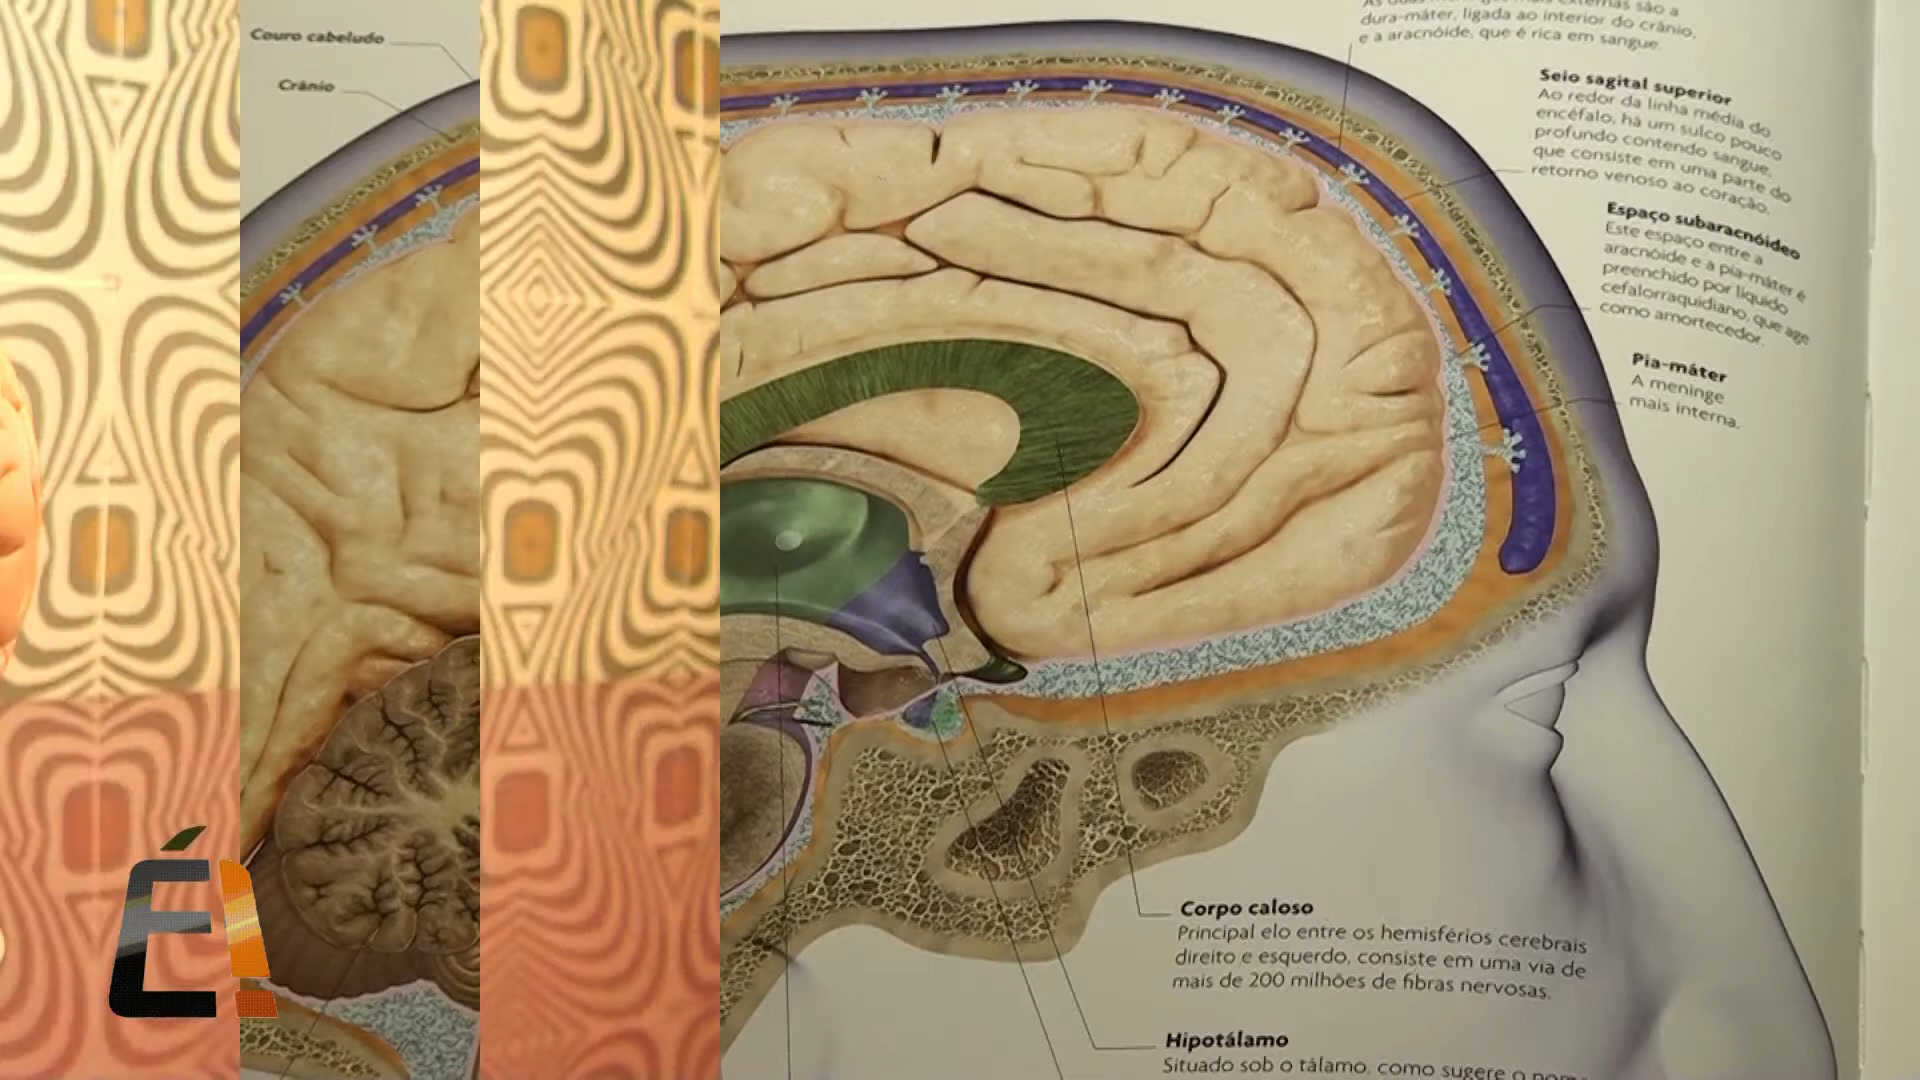 Couro cabeludo
Crânio
dura-máter, ligada ao interior do crânio,
e a aracnóide, que é rica em sangue.
Seio sagital superior
Ao redor da linha média do
encéfalo, há um sulco pouco
profundo contendo sangue,
que consiste em uma parte do
retorno venoso ao coração.
Espaço subaracnóideo
Este espaço entre a
aracnóide e a pia-máter é
preenchido por líquido
cefalorraquidiano, que age
como amortecedor.
Pia-máter
A meninge
mais interna.
Corpo caloso
Principal elo entre os hemisférios cerebrais
direito e esquerdo, consiste em uma via de
mais de 200 milhões de fibras nervosas.
Hipotálamo
Situado sob o tálamo, como sugere o
É!